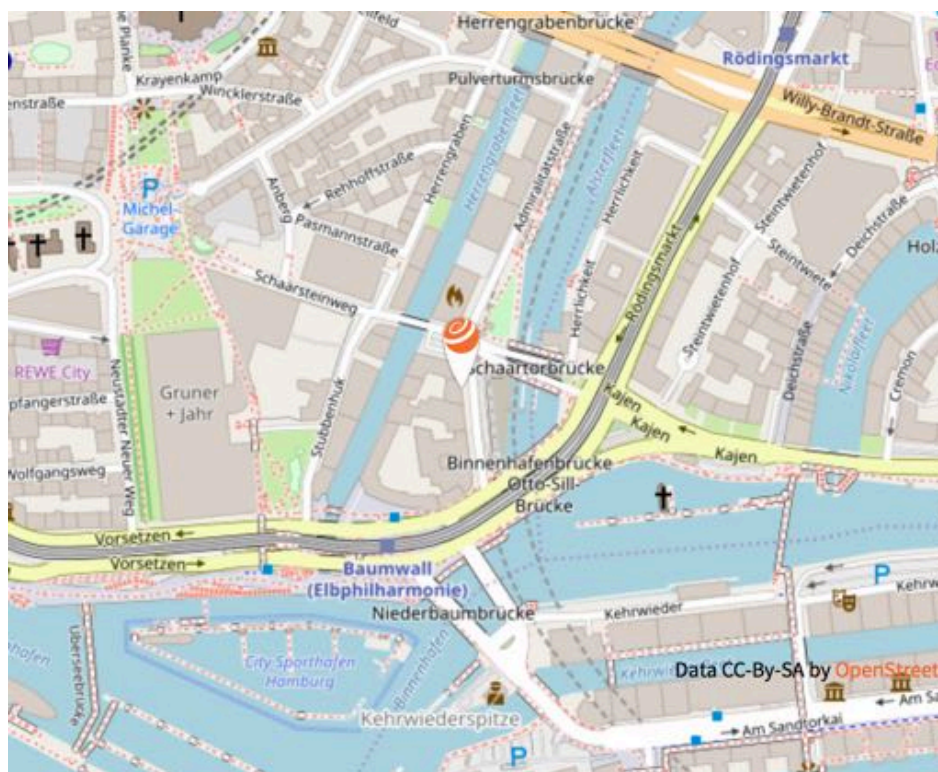 Herrengrabenbrücke
Rödingsmarkt
Krayenkamp
Wincklerstraße
Pulverturmsbrücke
Willy-Brandt-Straße
P
Michel-
Garage
Anberg
Rehhoffstraße
Pasmannstraße
Herrengraben
Herrengrabenfleet
Admiralitätstraße
Alsterfleet
Herrlichkeit
Herrlichkeit
Rödingsmarkt
Steintwietenhof
Steintwietenhof
Steintwiete
Deichstraße
Deichstraße
Nikolaifleet
Cremon
Holz
Schaarsteinweg
Schaartorbrücke
REWE City
Gruner
+ Jahr
pfangerstraße
Wolfgangsweg
Neustädter Neuer Weg
Stubbenhuk
Kajen
Kajen
Kajen
Binnenhafenbrücke
Otto-Sill-
Brücke
Vorsetzen
Vorsetzen
Baumwall
(Elbphilharmonie)
Niederbaumbrücke
Kehrwieder
P
Überseebrücke
City Sporthafen
Hamburg
Binnenhafen
Kehrwiederspitze
Data CC-By-SA by OpenStreet
Am Sandtorkai
Am Sa
P